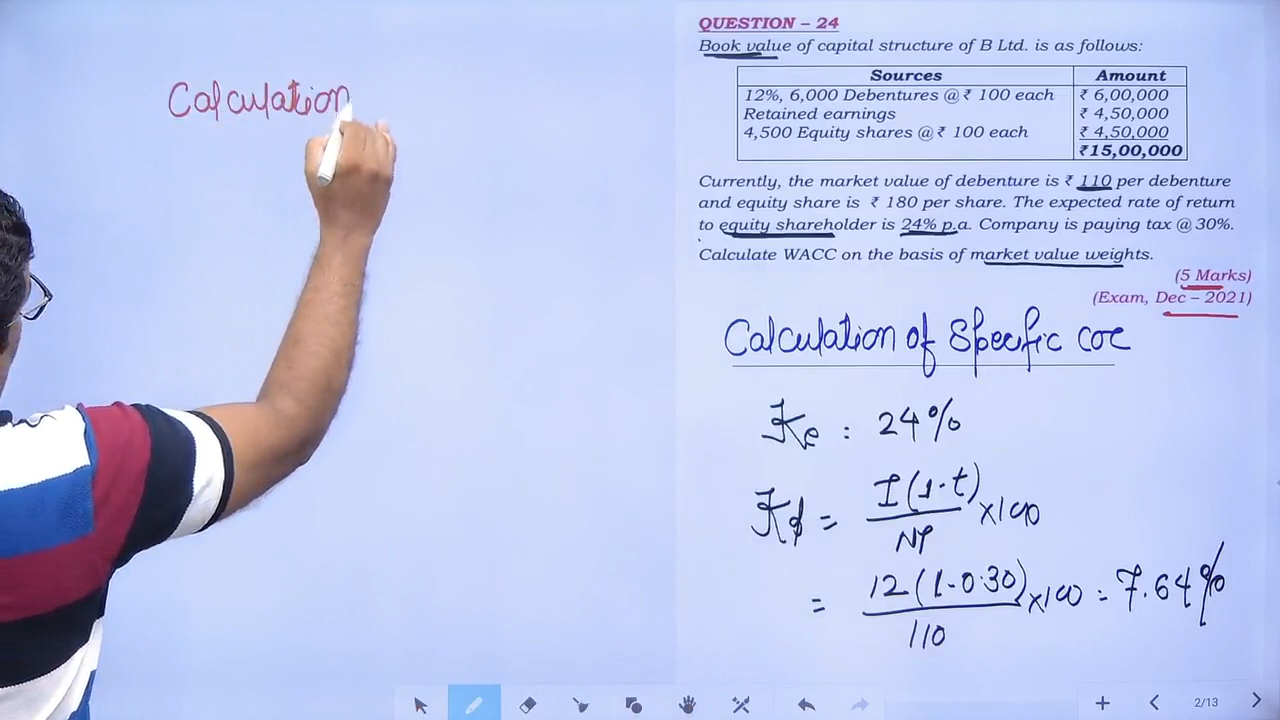 Calculation
QUESTION – 24
Book value of capital structure of B Ltd. is as follows:
Sources Amount
12%, 6,000 Debentures @ ₹ 100 each ₹ 6,00,000
Retained earnings ₹ 4,50,000
4,500 Equity shares @ ₹ 100 each ₹ 4,50,000
₹15,00,000
Currently, the market value of debenture is ₹ 110 per debenture
and equity share is ₹ 180 per share. The expected rate of return
to equity shareholder is 24% p.a. Company is paying tax @ 30%.
Calculate WACC on the basis of market value weights.
(5 Marks)
(Exam, Dec – 2021)
Calculation of Specific COC
Ke : 24%
Kd = I(1-t) ×100
NP
= 12(1-0.30) ×100 = 7.64%
110
2/13